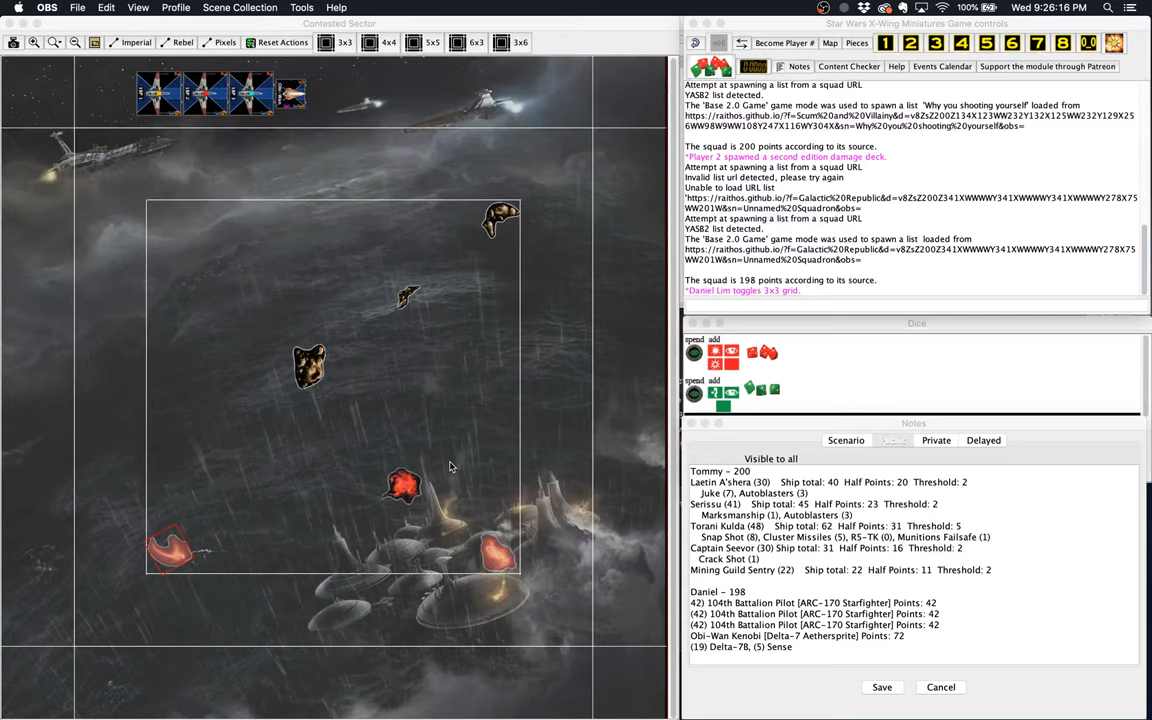 OBS File Edit View Profile Scene Collection Tools Help 100% Wed 9:26:16 PM
Contested Sector
Imperial Rebel Pixels Reset Actions 3x3 4x4 5x5 6x3 3x6
Star Wars X-Wing Miniatures Game controls
Become Player # Map Pieces 1 2 3 4 5 6 7 8
Notes Content Checker Help Events Calendar Support the module through Patreon
Attempt at spawning a list from a squad URL
YASB2 list detected.
The 'Base 2.0 Game' game mode was used to spawn a list 'Why you shooting yourself' loaded from
https://raithos.github.io/?f=Scum%20and%20Villainy&d=v8ZsZ200Z134X123WW232Y132X125WW232Y129X25
6WW98W9WW108Y247X116WY304X&sn=Why%20you%20shooting%20yourself&obs=
The squad is 200 points according to its source.
*Player 2 spawned a second edition damage deck.
Attempt at spawning a list from a squad URL
Invalid list url detected, please try again
Unable to load URL list
'https://raithos.github.io/?f=Galactic%20Republic&d=v8ZsZ200Z341XWWWWY341XWWWWY341XWWWWY278X75
WW201W&sn=Unnamed%20Squadron&obs=
Attempt at spawning a list from a squad URL
YASB2 list detected.
The 'Base 2.0 Game' game mode was used to spawn a list loaded from
https://raithos.github.io/?f=Galactic%20Republic&d=v8ZsZ200Z341XWWWWY341XWWWWY341XWWWWY278X75
WW201W&sn=Unnamed%20Squadron&obs=
The squad is 198 points according to its source.
*Daniel Lim toggles 3x3 grid.
Dice
spend add
spend add
Notes
Scenario Public Private Delayed
Visible to all
Tommy - 200
Laetin A'shera (30) Ship total: 40 Half Points: 20 Threshold: 2
Juke (7), Autoblasters (3)
Serissu (41) Ship total: 45 Half Points: 23 Threshold: 2
Marksmanship (1), Autoblasters (3)
Torani Kulda (48) Ship total: 62 Half Points: 31 Threshold: 5
Snap Shot (8), Cluster Missiles (5), R5-TK (0), Munitions Failsafe (1)
Captain Seevor (30) Ship total: 31 Half Points: 16 Threshold: 2
Crack Shot (1)
Mining Guild Sentry (22) Ship total: 22 Half Points: 11 Threshold: 2
Daniel - 198
42) 104th Battalion Pilot [ARC-170 Starfighter] Points: 42
(42) 104th Battalion Pilot [ARC-170 Starfighter] Points: 42
(42) 104th Battalion Pilot [ARC-170 Starfighter] Points: 42
Obi-Wan Kenobi [Delta-7 Aethersprite] Points: 72
(19) Delta-7B, (5) Sense
Save Cancel